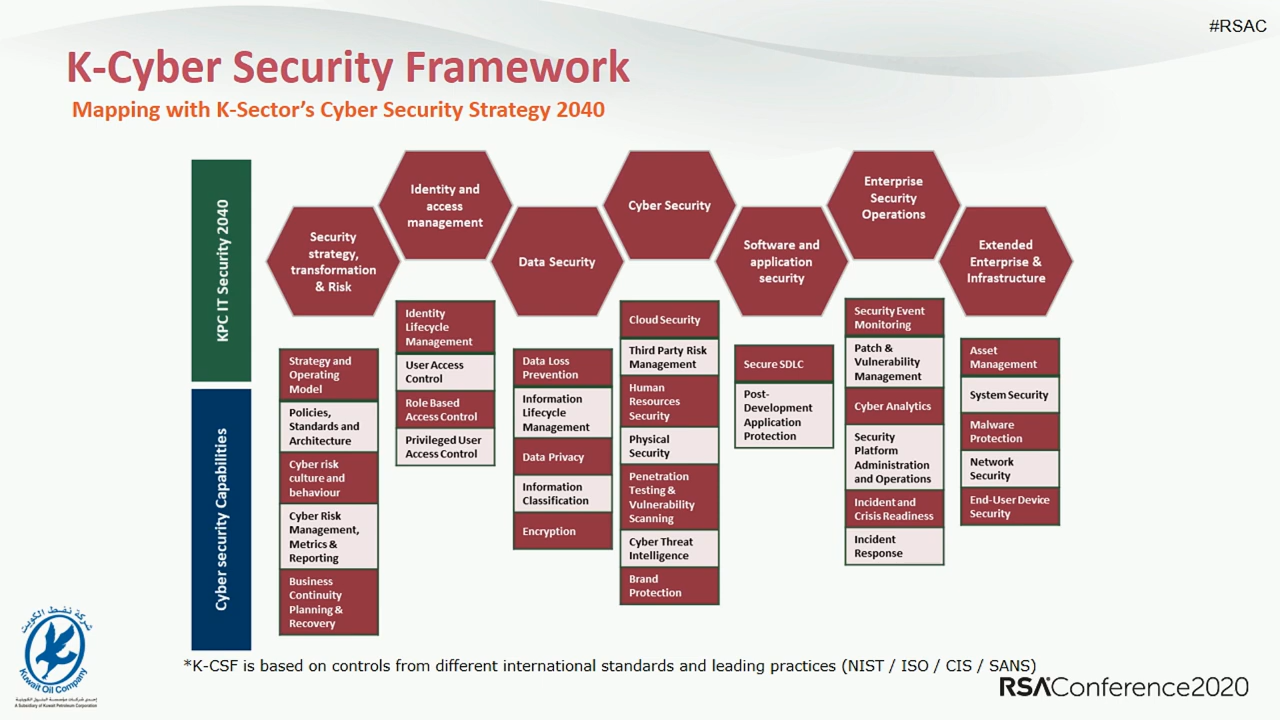 #RSAC
K-Cyber Security Framework
Mapping with K-Sector's Cyber Security Strategy 2040
KPC IT Security 2040
Cyber security Capabilities
Security
strategy,
transformation
& Risk
Strategy and
Operating
Model
Policies,
Standards and
Architecture
Cyber risk
culture and
behaviour
Cyber Risk
Management,
Metrics &
Reporting
Business
Continuity
Planning &
Recovery
Identity and
access
management
Identity
Lifecycle
Management
User Access
Control
Role Based
Access Control
Privileged User
Access Control
Data Security
Data Loss
Prevention
Information
Lifecycle
Management
Data Privacy
Information
Classification
Encryption
Cyber Security
Cloud Security
Third Party Risk
Management
Human
Resources
Security
Physical
Security
Penetration
Testing &
Vulnerability
Scanning
Cyber Threat
Intelligence
Brand
Protection
Software and
application
security
Secure SDLC
Post-
Development
Application
Protection
Enterprise
Security
Operations
Security Event
Monitoring
Patch &
Vulnerability
Management
Cyber Analytics
Security
Platform
Administration
and Operations
Incident and
Crisis Readiness
Incident
Response
Extended
Enterprise &
Infrastructure
Asset
Management
System Security
Malware
Protection
Network
Security
End-User Device
Security
شركة نفط الكويت
Kuwait Oil Company
A Subsidiary of Kuwait Petroleum Corporation
*K-CSF is based on controls from different international standards and leading practices (NIST / ISO / CIS / SANS)
RSAConference2020